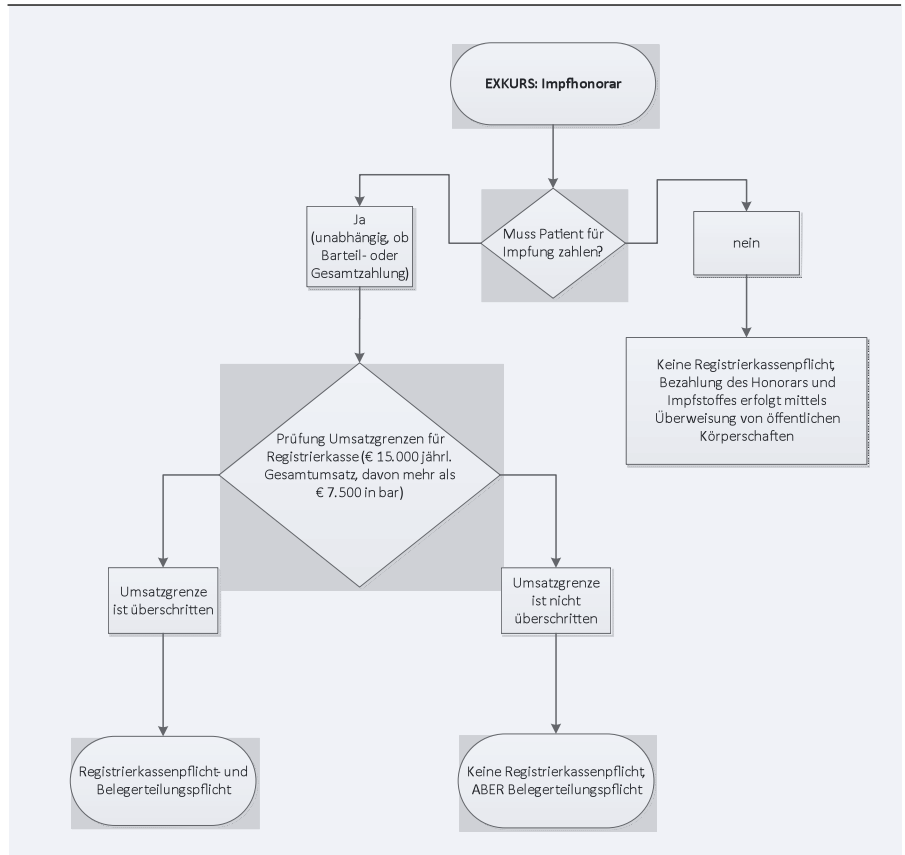 EXKURS: Impfhonorar
Muss Patient für
Impfung zahlen?
Ja
(unabhängig, ob
Barteil- oder
Gesamtzahlung)
nein
Keine Registrierkassenpflicht,
Bezahlung des Honorars und
Impfstoffes erfolgt mittels
Überweisung von öffentlichen
Körperschaften
Prüfung Umsatzgrenzen für
Registrierkasse (€ 15.000 jährl.
Gesamtumsatz, davon mehr als
€ 7.500 in bar)
Umsatzgrenze
ist überschritten
Umsatzgrenze
ist nicht
überschritten
Registrierkassenpflicht- und
Belegerteilungspflicht
Keine Registrierkassenpflicht,
ABER Belegerteilungspflicht